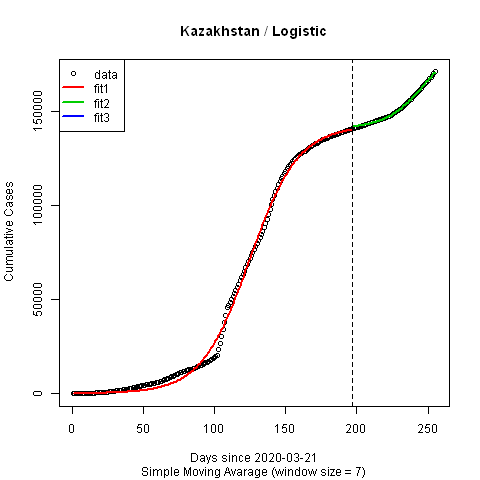 Kazakhstan / Logistic
data
fit1
fit2
fit3
Cumulative Cases
150000
100000
50000
0
0 50 100 150 200 250
Days since 2020-03-21
Simple Moving Avarage (window size = 7)